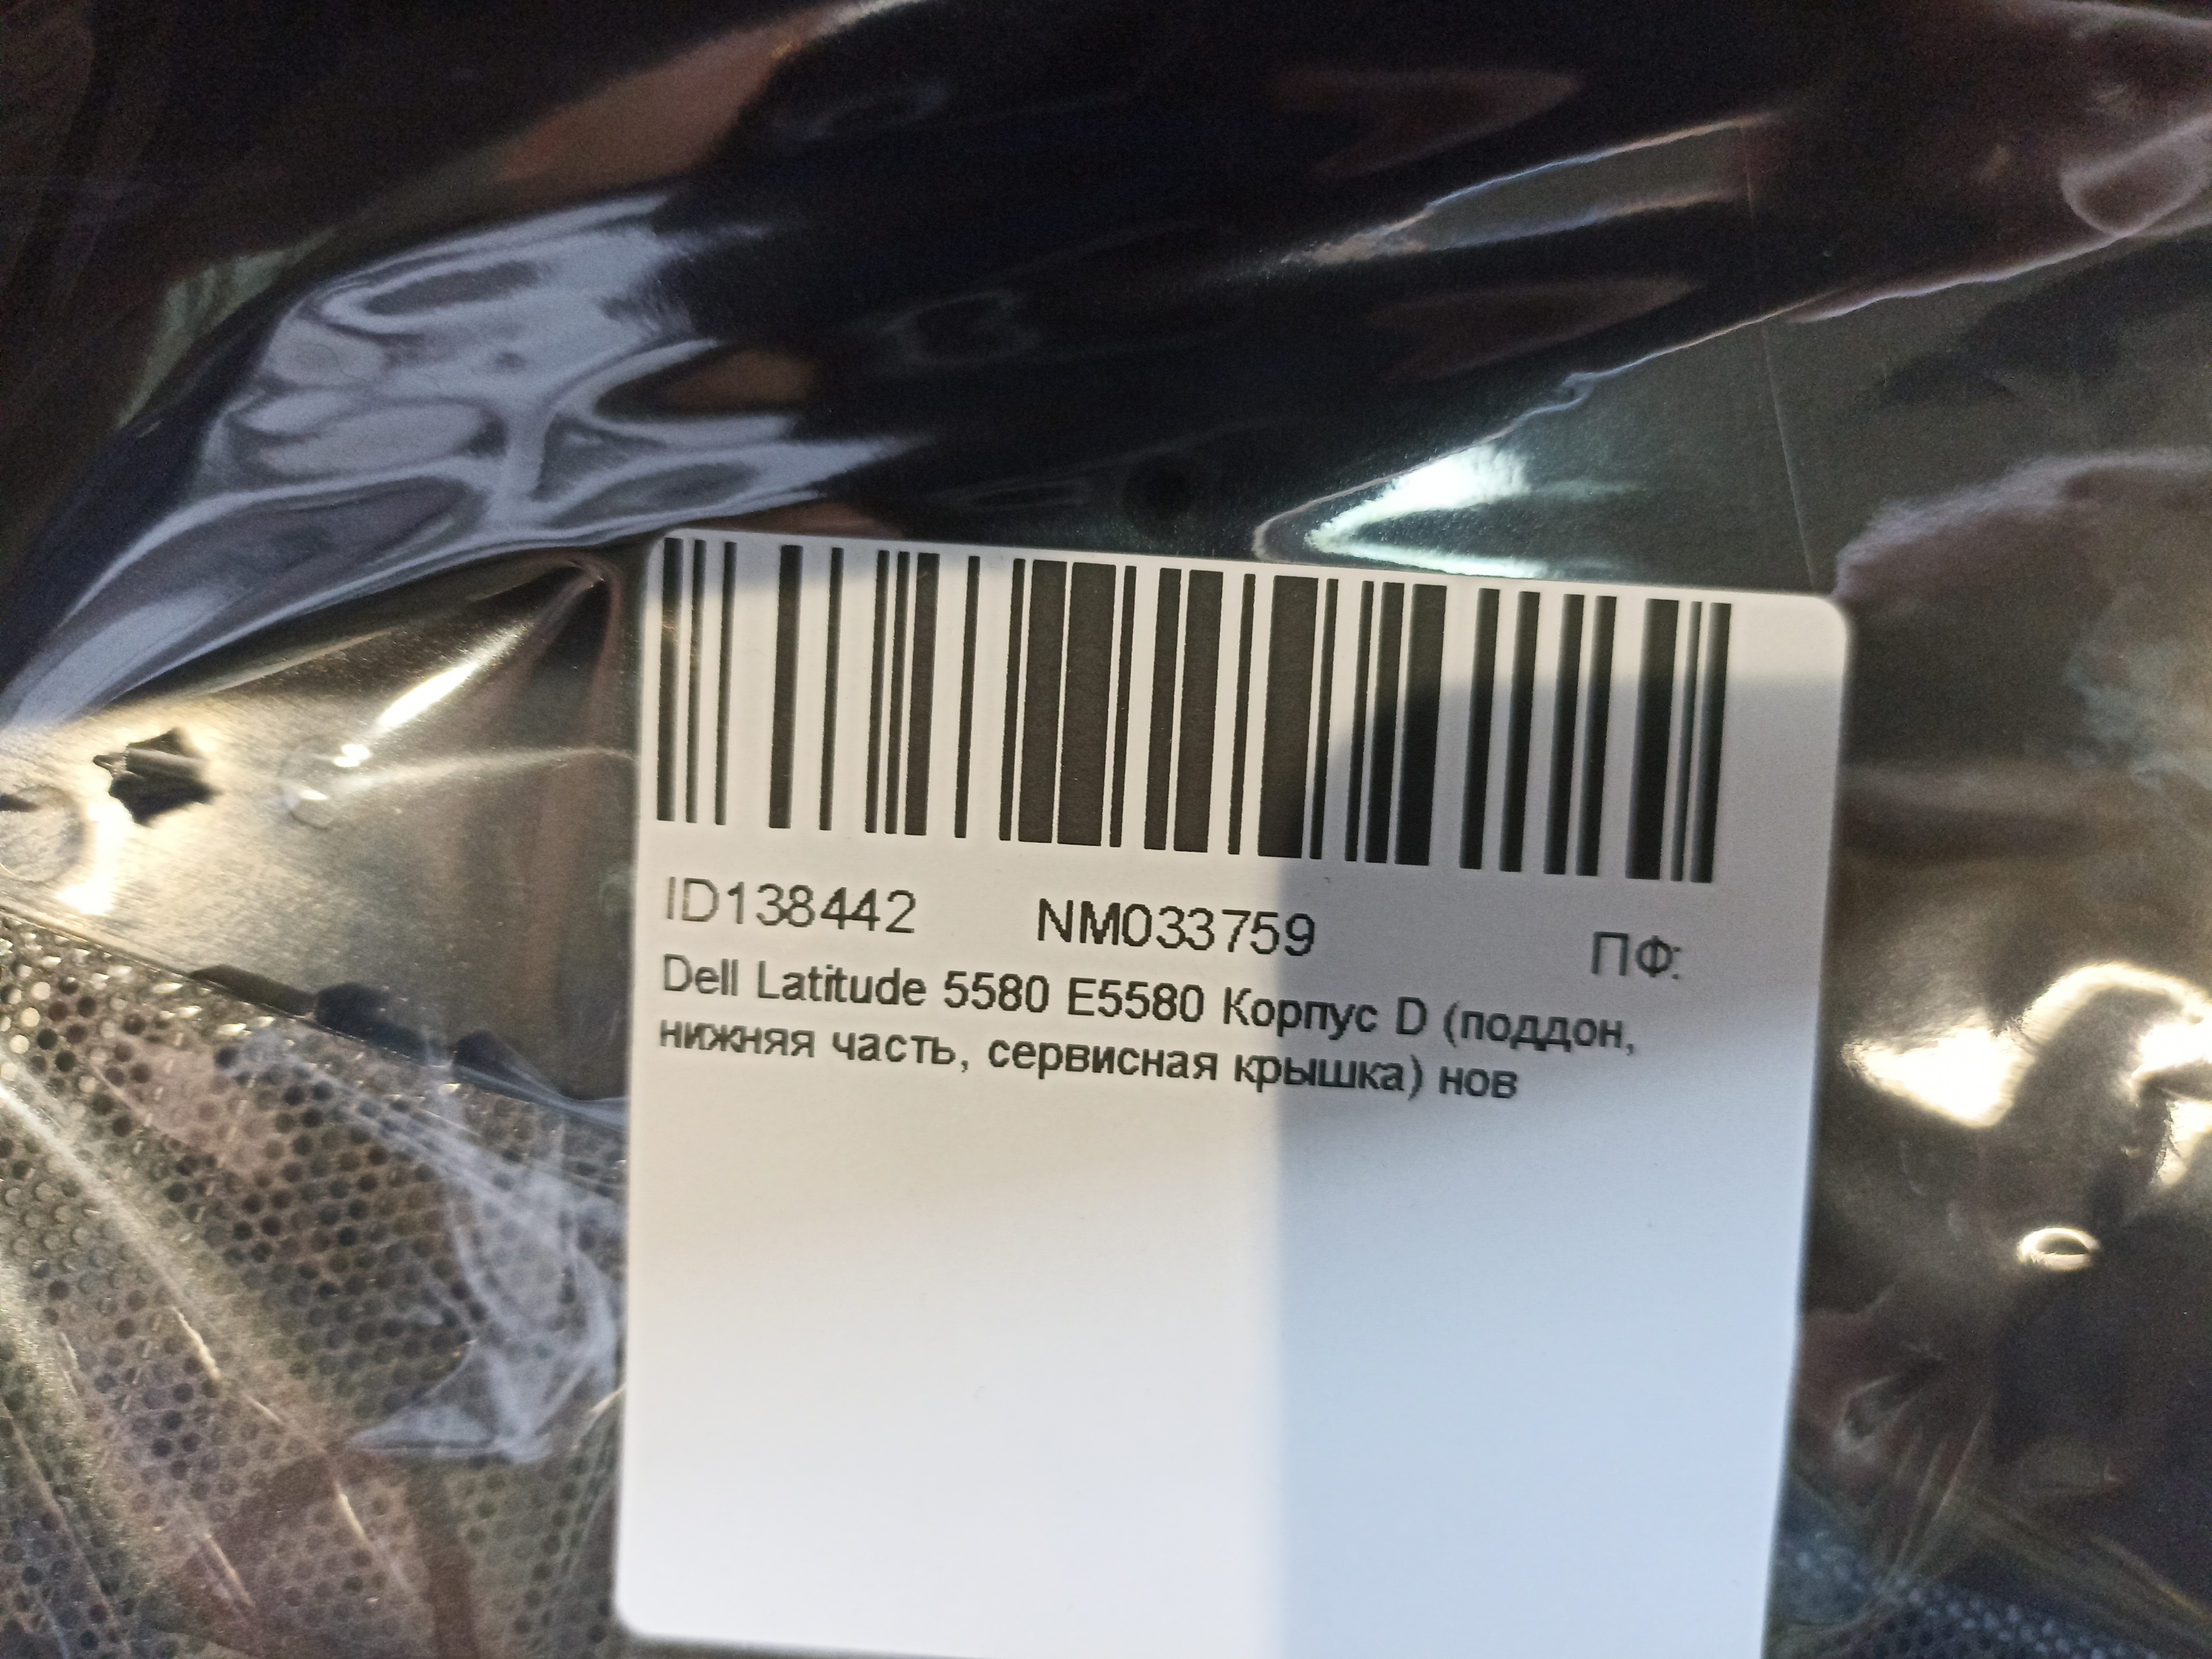 ID138442 NM033759 ПФ:
Dell Latitude 5580 E5580 Корпус D (поддон,
нижняя часть, сервисная крышка) нов